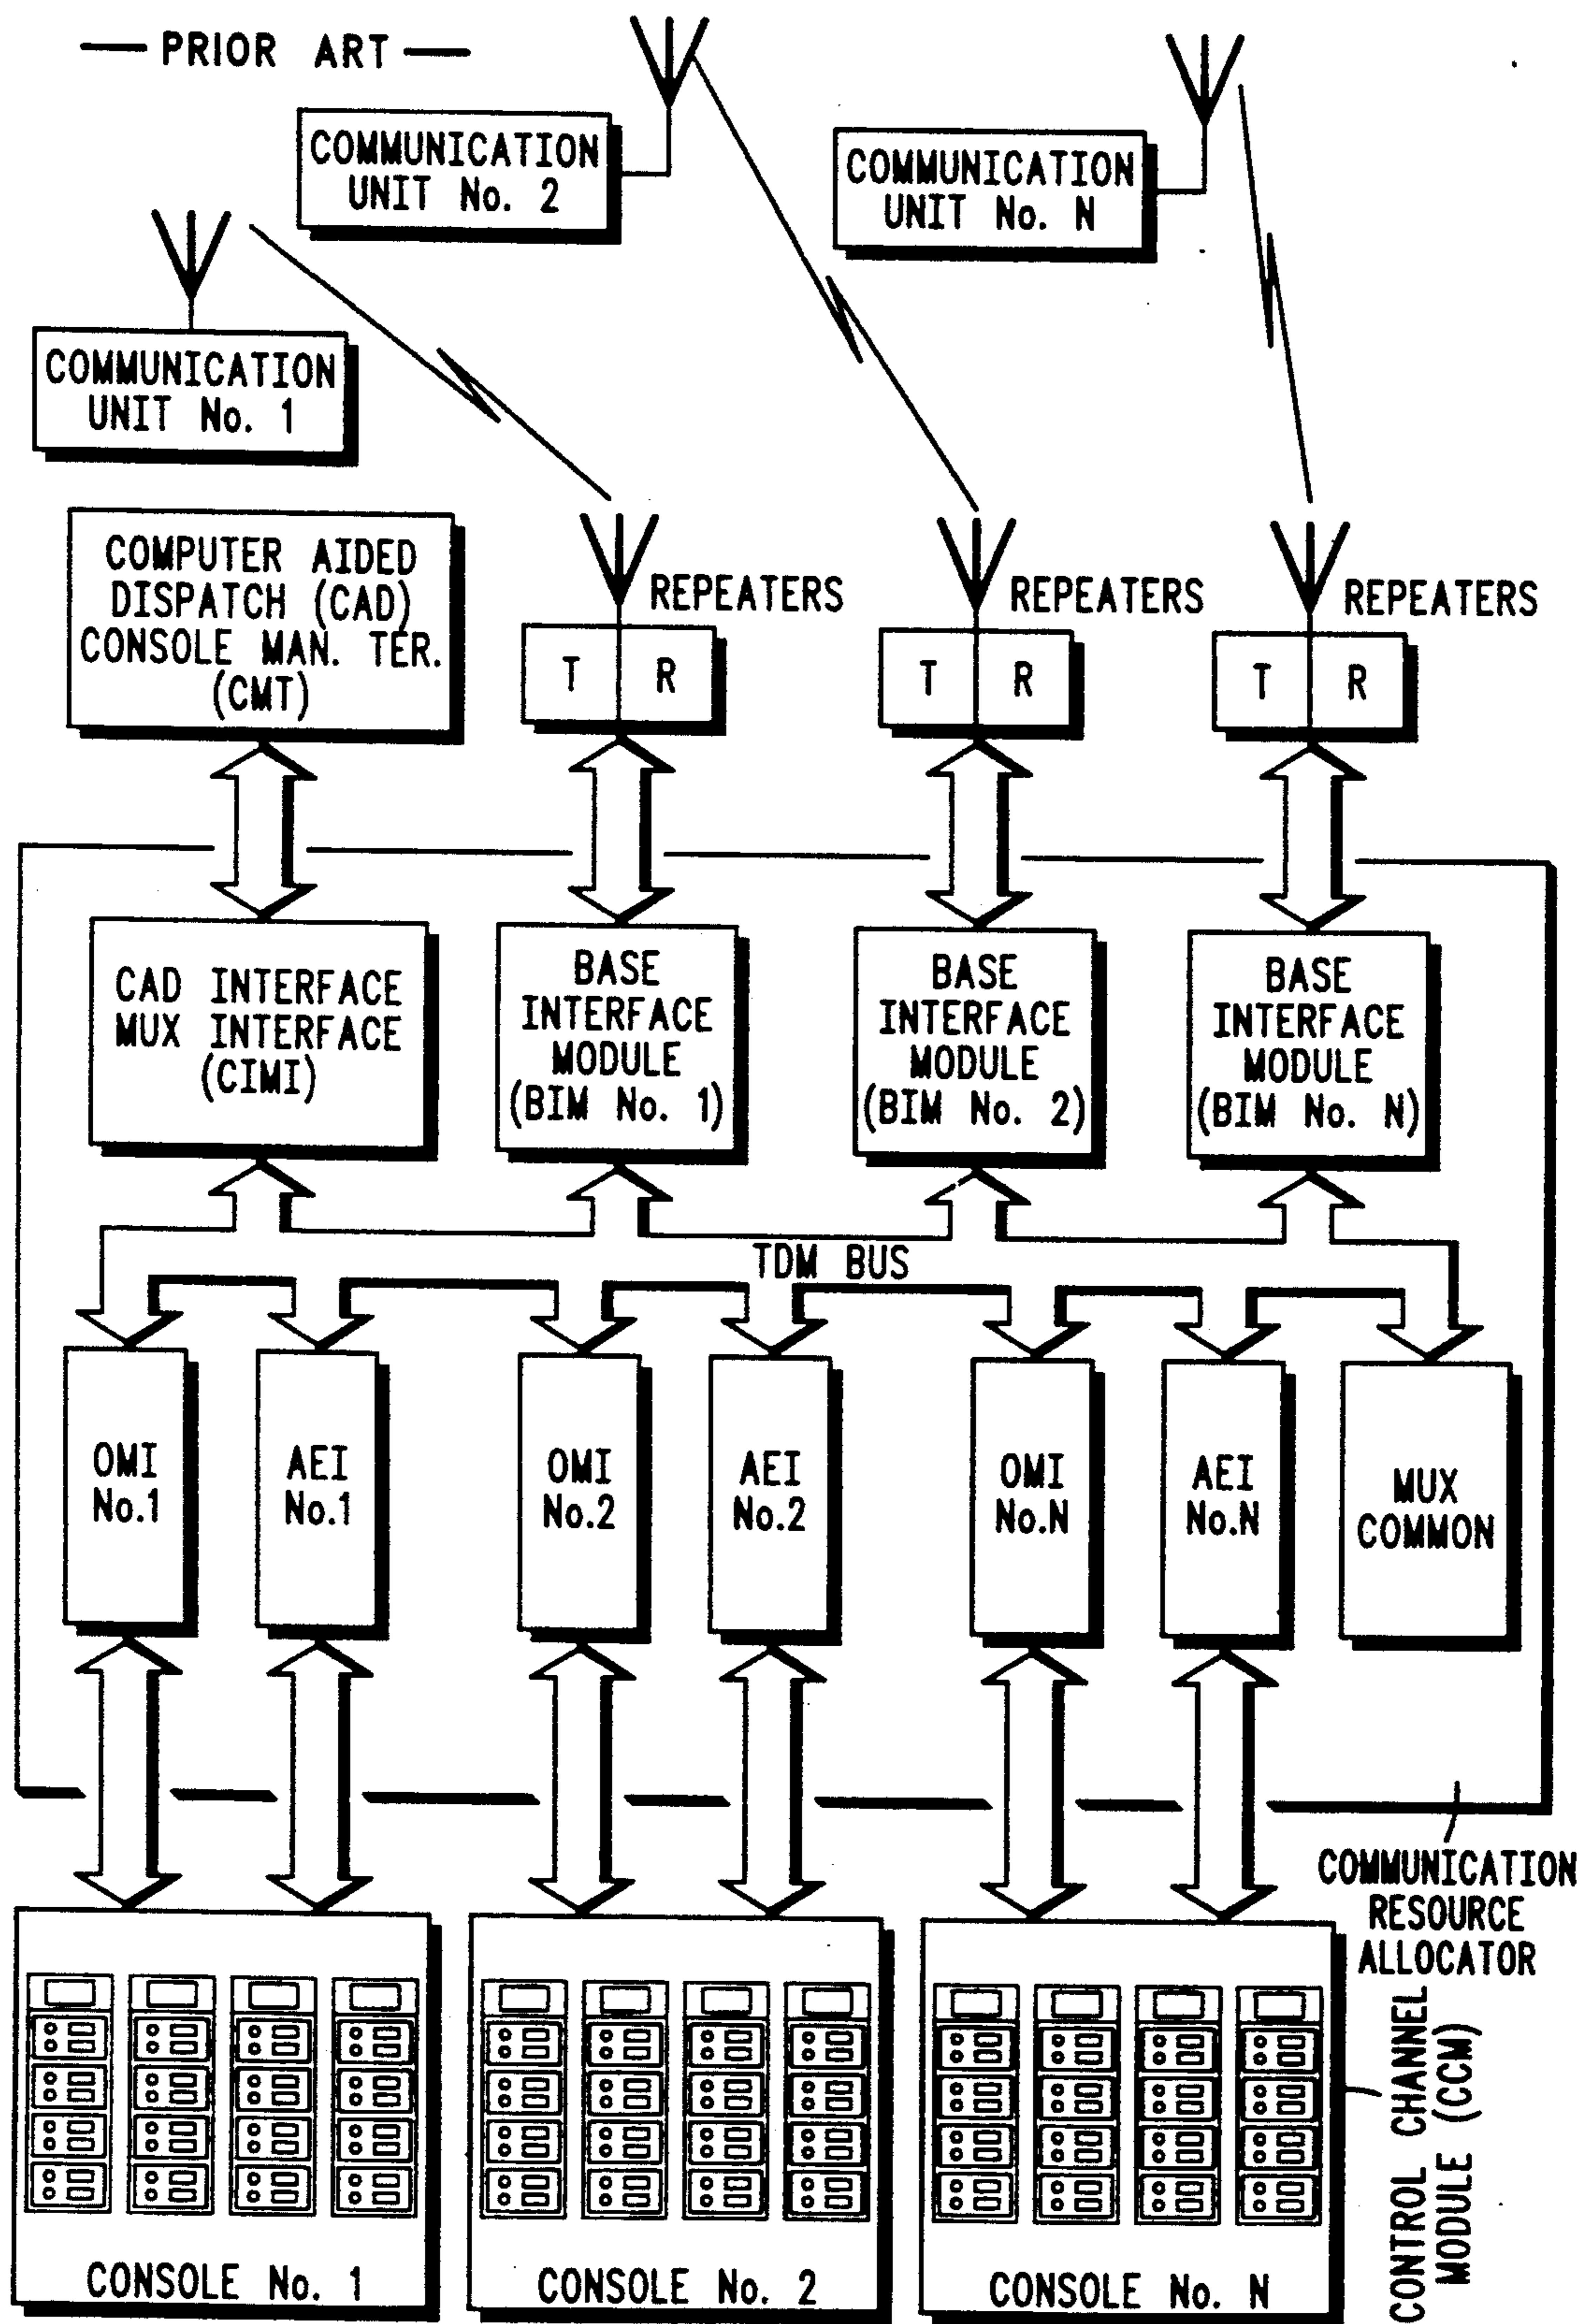 PRIOR ART
COMMUNICATION
UNIT No. 2
COMMUNICATION
UNIT No. N
COMMUNICATION
UNIT No. 1
COMPUTER AIDED
DISPATCH (CAD)
CONSOLE MAN. TER.
(CMT)
REPEATERS
T R
REPEATERS
T R
REPEATERS
T R
CAD INTERFACE
MUX INTERFACE
(CIMI)
BASE
INTERFACE
MODULE
(BIM No. 1)
BASE
INTERFACE
MODULE
(BIM No. 2)
BASE
INTERFACE
MODULE
(BIM No. N)
TDM BUS
OMI
No.1
AEI
No.1
OMI
No.2
AEI
No.2
OMI
No.N
AEI
No.N
MUX
COMMON
COMMUNICATION
RESOURCE
ALLOCATOR
CONTROL CHANNEL
MODULE (CCM)
CONSOLE No. 1
CONSOLE No. 2
CONSOLE No. N